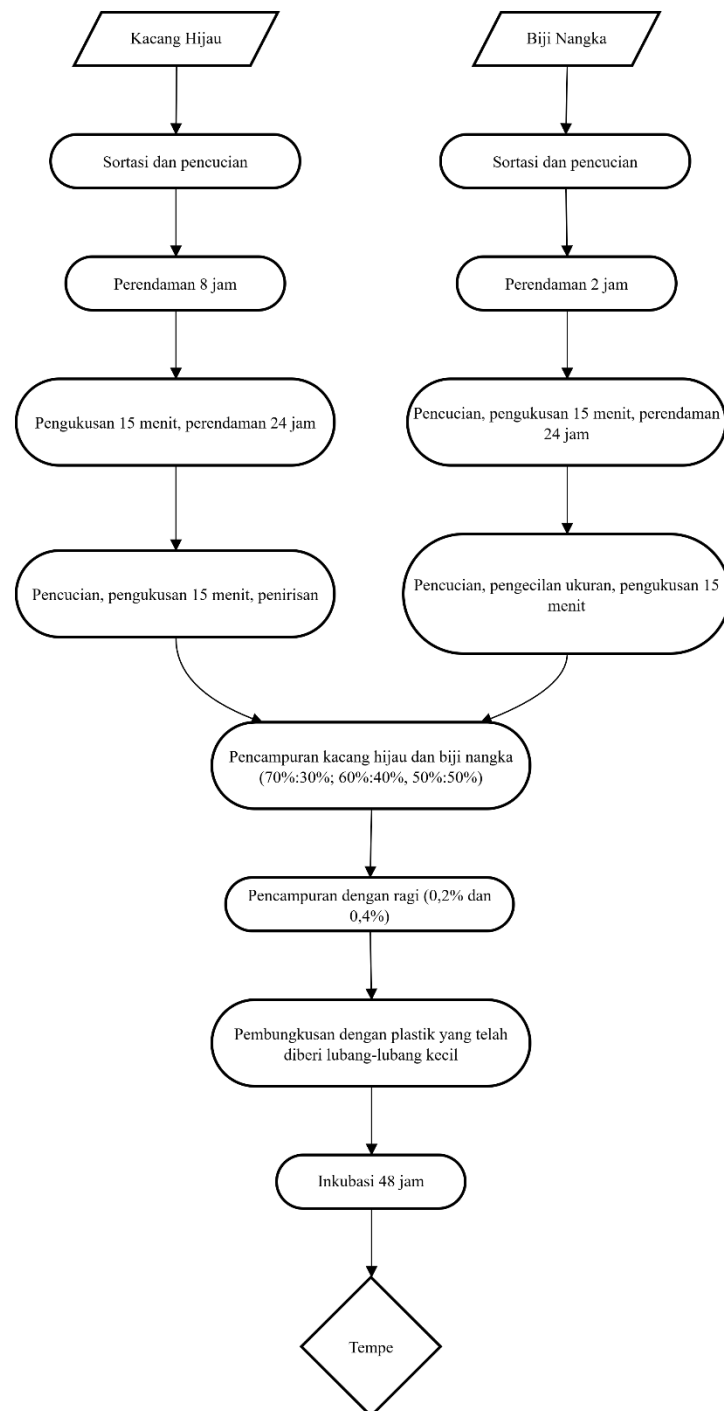 Kacang Hijau
Biji Nangka
Sortasi dan pencucian
Sortasi dan pencucian
Perendaman 8 jam
Perendaman 2 jam
Pengukusan 15 menit, perendaman 24 jam
Pencucian, pengukusan 15 menit, perendaman
24 jam
Pencucian, pengukusan 15 menit, penirisan
Pencucian, pengecilan ukuran, pengukusan 15
menit
Pencampuran kacang hijau dan biji nangka
(70%:30%; 60%:40%, 50%:50%)
Pencampuran dengan ragi (0,2% dan
0,4%)
Pembungkusan dengan plastik yang telah
diberi lubang-lubang kecil
Inkubasi 48 jam
Tempe